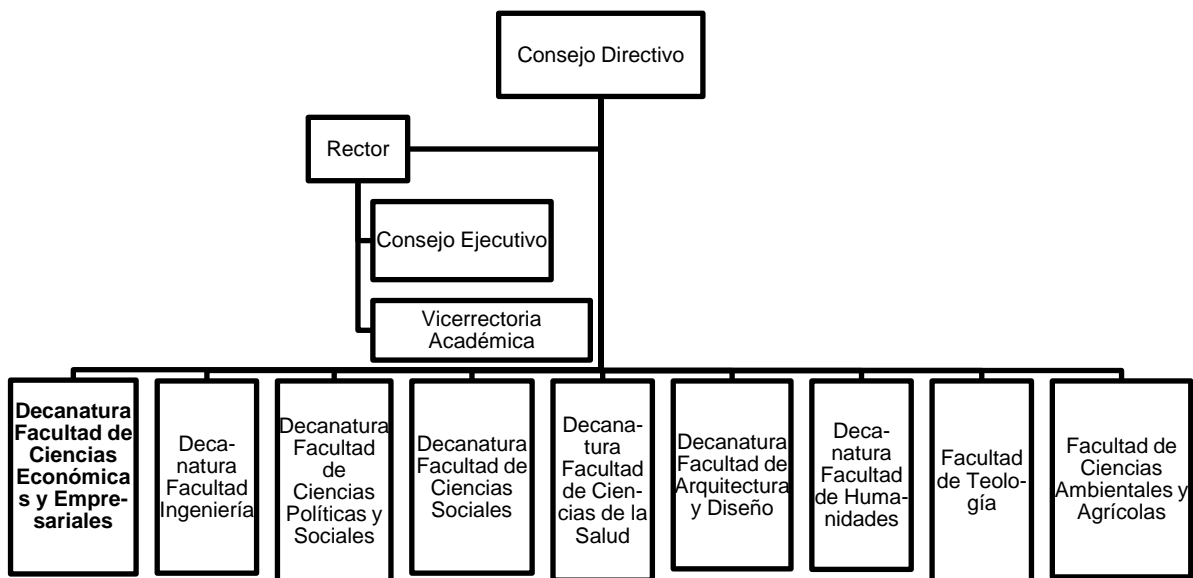 Consejo Directivo
Rector
Consejo Ejecutivo
Vicerrectoria
Académica
Decanatura
Facultad de
Ciencias
Económica
s y Empre-
sariales
Deca-
natura
Facultad
Ingeniería
Decanatura
Facultad
de
Ciencias
Políticas y
Sociales
Decanatura
Facultad de
Ciencias
Sociales
Decana-
tura
Facultad
de Cien-
cias de la
Salud
Decanatura
Facultad de
Arquitectura
y Diseño
Deca-
natura
Facultad
de Huma-
nidades
Facultad
de Teolo-
gía
Facultad de
Ciencias
Ambientales y
Agrícolas